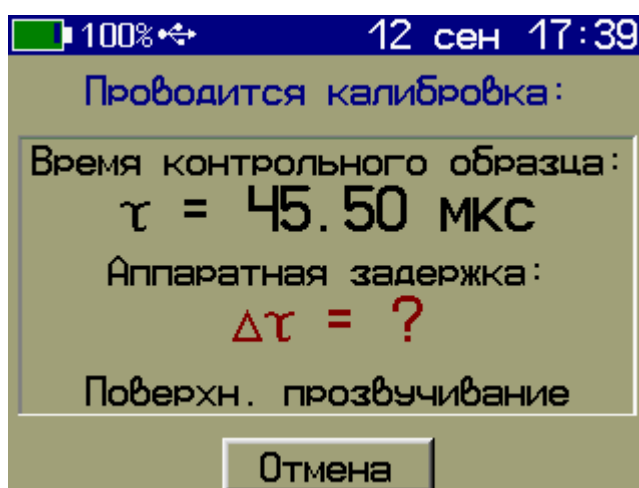 100% 12 сен 17:39
Проводится калибровка:
Время контрольного образца:
τ = 45.50 мкс
Аппаратная задержка:
Δτ = ?
Поверхн. прозвучивание
Отмена